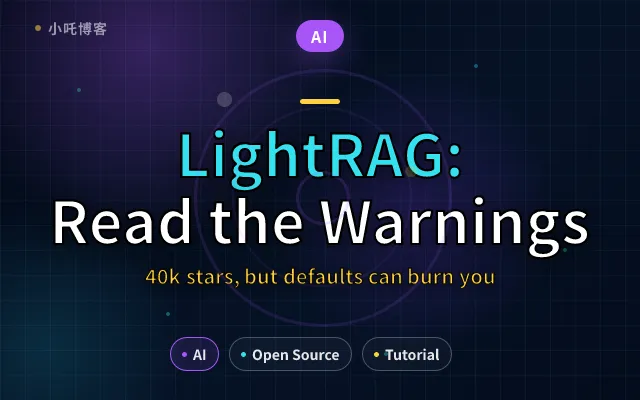 小吒博客
AI
LightRAG:
Read the Warnings
40k stars, but defaults can burn you
AI
Open Source
Tutorial